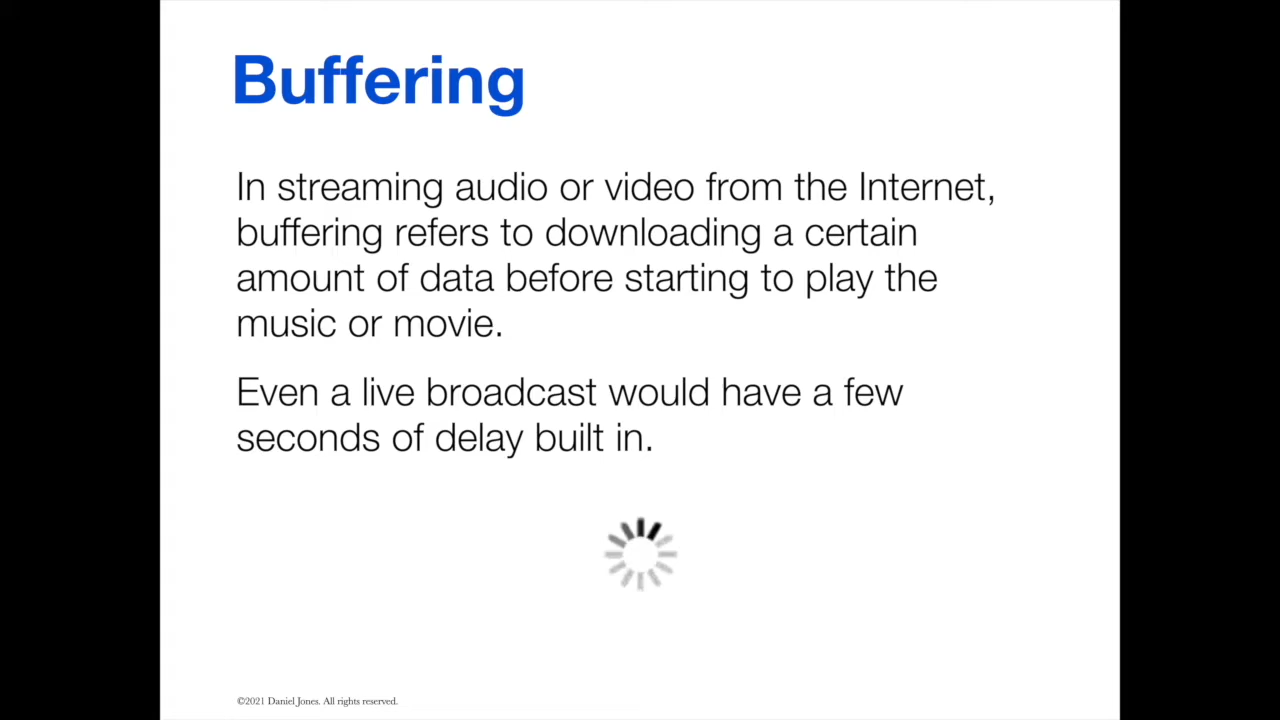 Buffering
In streaming audio or video from the Internet,
buffering refers to downloading a certain
amount of data before starting to play the
music or movie.
Even a live broadcast would have a few
seconds of delay built in.
©2021 Daniel Jones. All rights reserved.